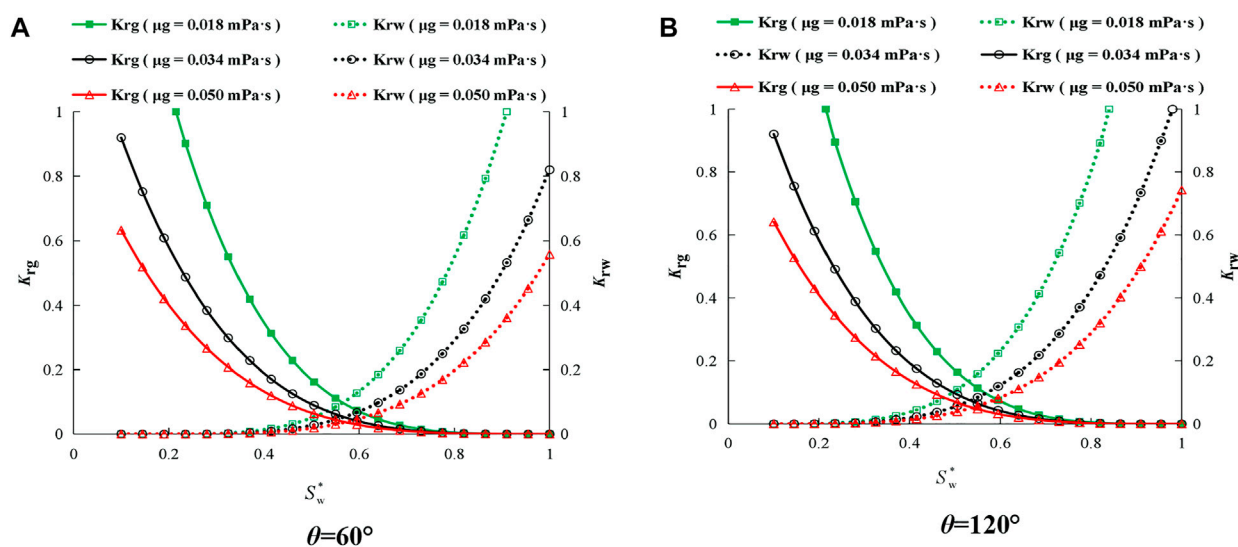 A
Krg ( μg = 0.018 mPa·s )
Krw ( μg = 0.018 mPa·s )
Krg ( μg = 0.034 mPa·s )
Krw ( μg = 0.034 mPa·s )
Krg ( μg = 0.050 mPa·s )
Krw ( μg = 0.050 mPa·s )
1
0.8
0.6
0.4
0.2
0
Krg
1
0.8
0.6
0.4
0.2
0
Krw
0 0.2 0.4 0.6 0.8 1
S*w
θ=60°
B
Krg ( μg = 0.018 mPa·s )
Krw ( μg = 0.018 mPa·s )
Krw ( μg = 0.034 mPa·s )
Krg ( μg = 0.034 mPa·s )
Krg ( μg = 0.050 mPa·s )
Krw ( μg = 0.050 mPa·s )
1
0.8
0.6
0.4
0.2
0
Krg
1
0.8
0.6
0.4
0.2
0
Krw
0 0.2 0.4 0.6 0.8 1
S*w
θ=120°